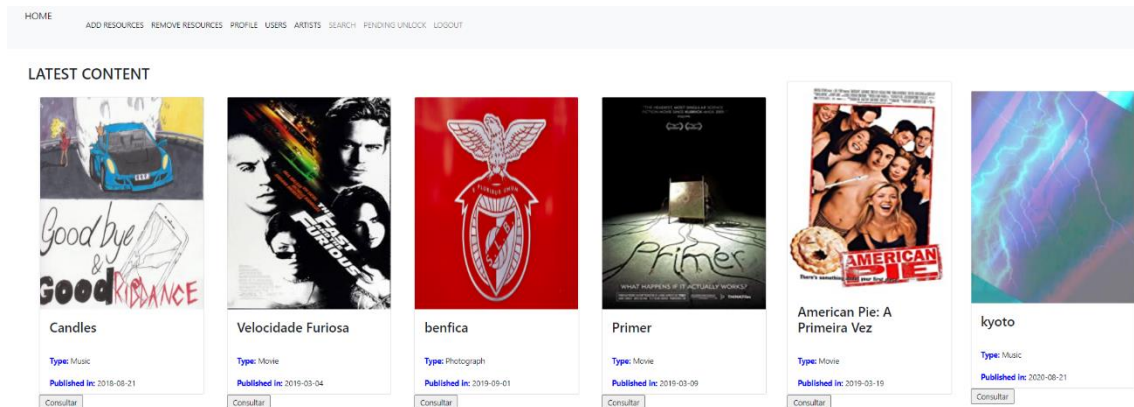 HOME
ADD RESOURCES REMOVE RESOURCES PROFILE USERS ARTISTS SEARCH PENDING UNLOCK LOGOUT
LATEST CONTENT
Good bye
&
GOOD RIDDANCE
Candles
Type: Music
Published in: 2018-08-21
Consultar
THE FAST
AND THE
FURIOUS
Velocidade Furiosa
Type: Movie
Published in: 2019-03-04
Consultar
E PLURIBUS UNUM
S.L.B.
benfica
Type: Photograph
Published in: 2019-09-01
Consultar
Primer
WHAT HAPPENS IF IT ACTUALLY WORKS?
Primer
Type: Movie
Published in: 2019-03-09
Consultar
AMERICAN
PIE
There's something
American Pie: A
Primeira Vez
Type: Movie
Published in: 2019-03-19
Consultar
kyoto
Type: Music
Published in: 2020-08-21
Consultar